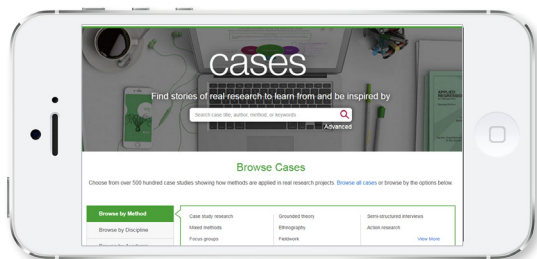 cases
Find stories of real research to learn from and be inspired by
Search case title, author, method, or keywords
Advanced
APPLIED
Browse Cases
Choose from over 500 hundred case studies showing how methods are applied in real research projects. Browse all cases or browse by the options below.
Browse by Method
Browse by Discipline
Case study research
Mixed methods
Focus groups
Grounded theory
Ethnography
Fieldwork
Semi-structured interviews
Action research
View More